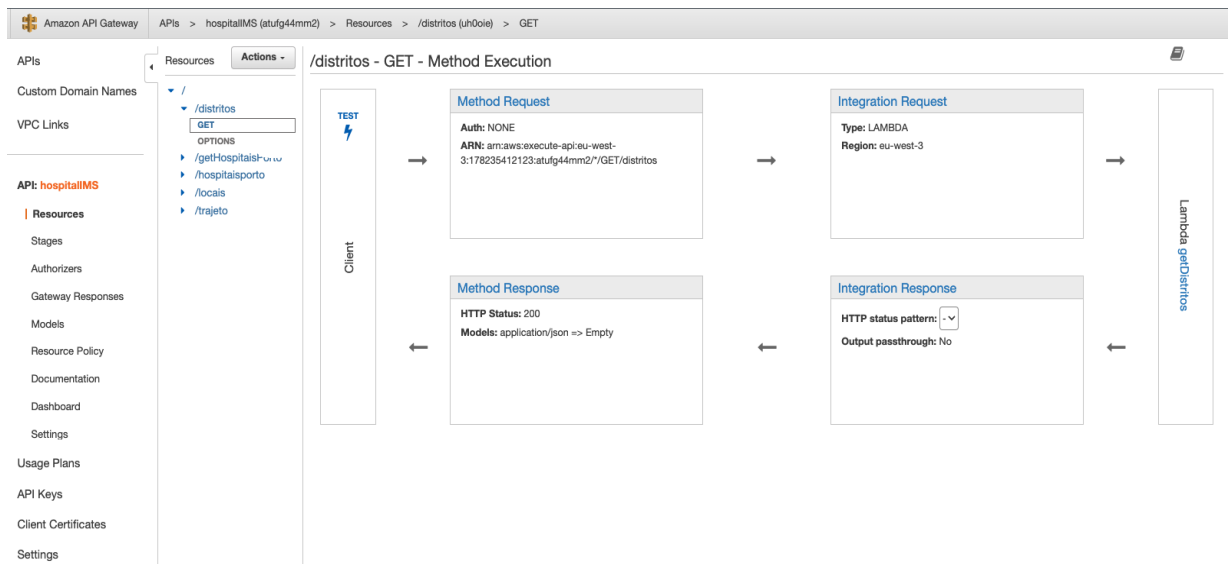 Amazon API Gateway
APIs > hospitalIMS (atufg44mm2) > Resources > /distritos (uh0oie) > GET
APIs
Custom Domain Names
VPC Links
API: hospitalIMS
Resources
Stages
Authorizers
Gateway Responses
Models
Resource Policy
Documentation
Dashboard
Settings
Usage Plans
API Keys
Client Certificates
Settings
Resources
Actions
/
/distritos
GET
OPTIONS
/getHospitaisPorto
/hospitaisporto
/locais
/trajeto
/distritos - GET - Method Execution
TEST
Client
Method Request
Auth: NONE
ARN: arn:aws:execute-api:eu-west-
3:178235412123:atufg44mm2/*/GET/distritos
Integration Request
Type: LAMBDA
Region: eu-west-3
Lambda getDistritos
Method Response
HTTP Status: 200
Models: application/json => Empty
Integration Response
HTTP status pattern: -
Output passthrough: No